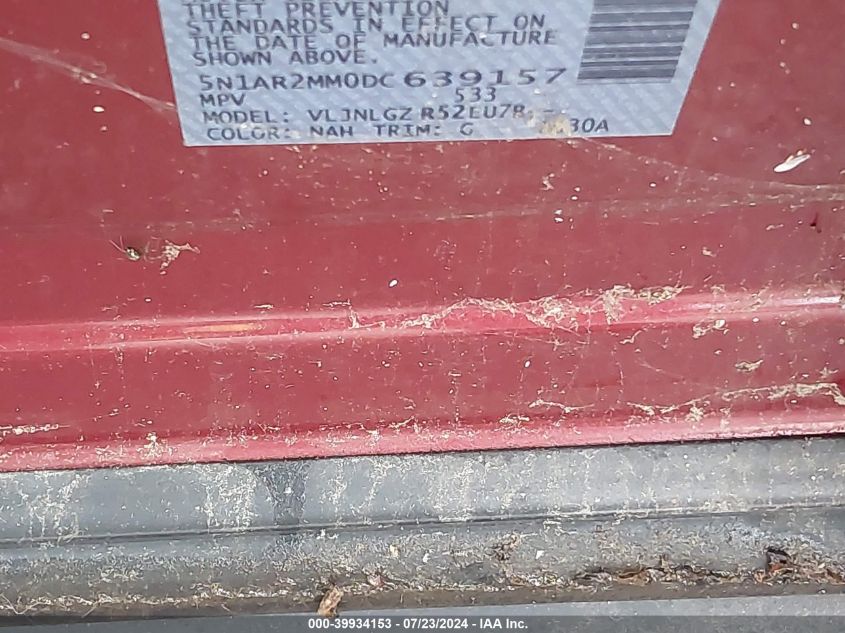 THEFT PREVENTION
STANDARDS IN EFFECT ON
THE DATE OF MANUFACTURE
SHOWN ABOVE.
5N1AR2MM0DC639157
MPV 533
MODEL: VLJNLGZ R52EU7R
COLOR: NAH TRIM: G
000-39934153 - 07/23/2024 - IAA Inc.